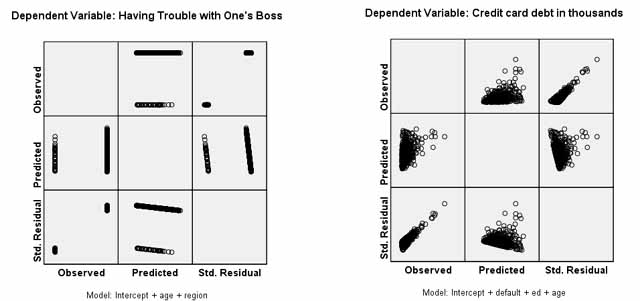 Dependent Variable: Having Trouble with One's Boss
Observed
Predicted
Std. Residual
Observed Predicted Std. Residual
Model: Intercept + age + region
Dependent Variable: Credit card debt in thousands
Observed
Predicted
Std. Residual
Observed Predicted Std. Residual
Model: Intercept + default + ed + age